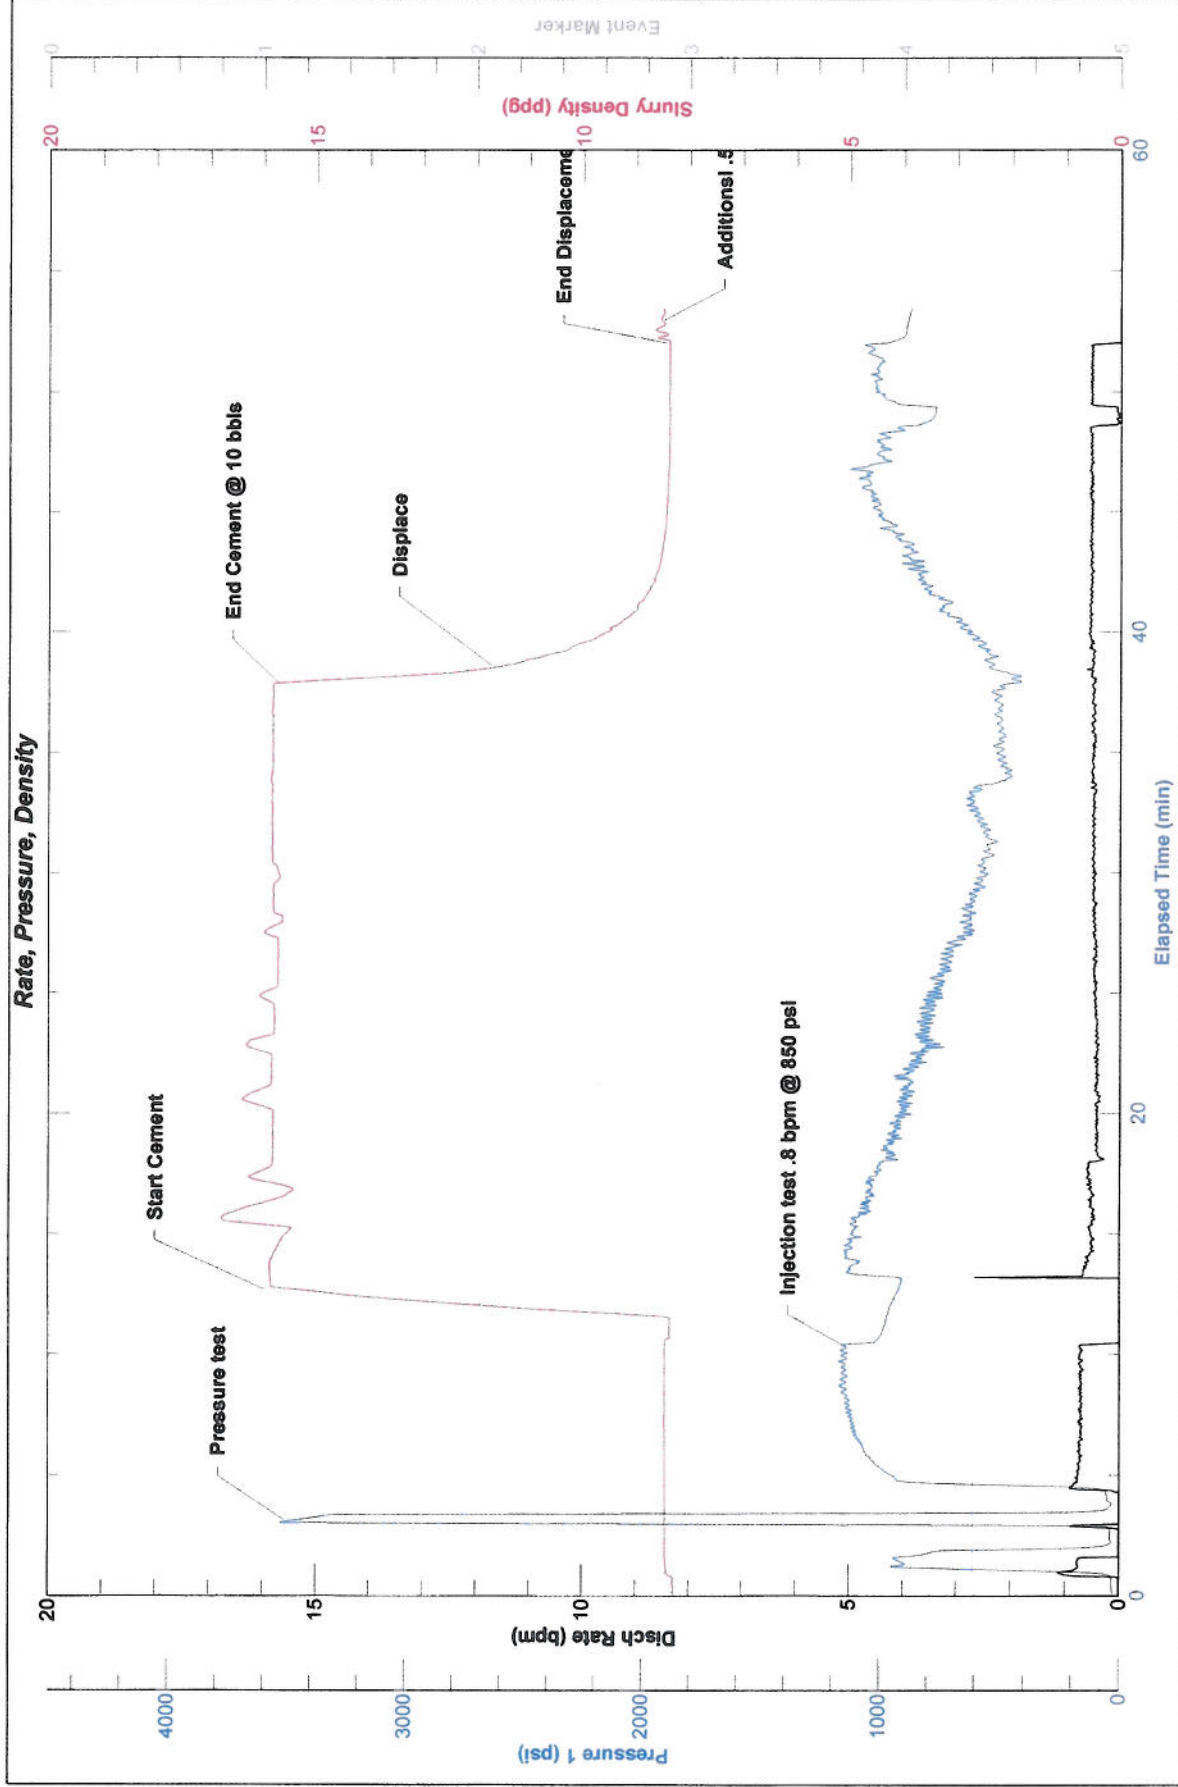 Rate, Pressure, Density
Pressure 1 (psi)
4000
3000
2000
1000
0
Disch Rate (bpm)
20
15
10
5
0
Pressure test
Start Cement
End Cement @ 10 bbls
Displace
End Displaceme
Additionsl .5
Injection test .8 bpm @ 850 psi
Slurry Density (ppg)
20
15
10
5
0
Event Marker
0
1
2
3
4
5
0
20
40
60
Elapsed Time (min)